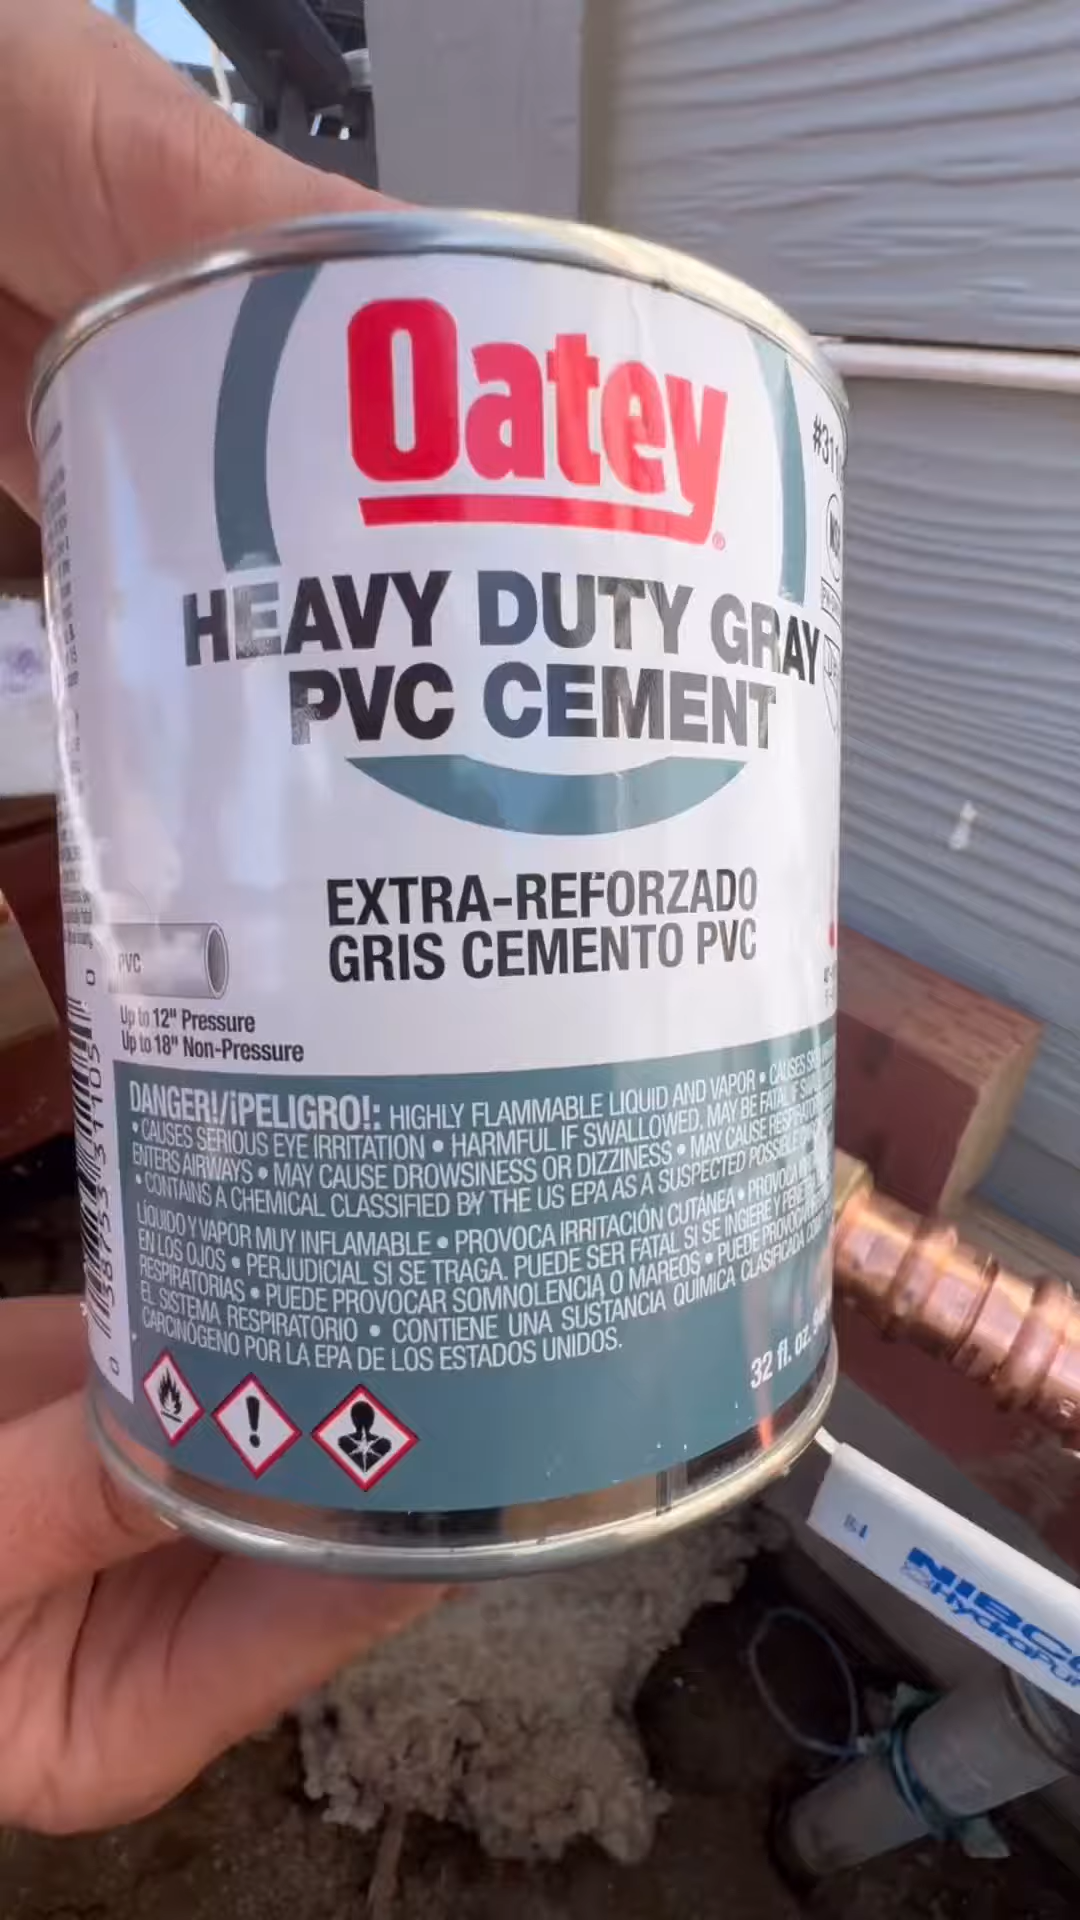 Oatey
HEAVY DUTY GRAY
PVC CEMENT
EXTRA-REFORZADO
GRIS CEMENTO PVC
PVC
Up to 12" Pressure
Up to 18" Non-Pressure
DANGER!/¡PELIGRO!: HIGHLY FLAMMABLE LIQUID AND VAPOR • CAUSES
• CAUSES SERIOUS EYE IRRITATION • HARMFUL IF SWALLOWED. MAY BE FATAL IF
ENTERS AIRWAYS • MAY CAUSE DROWSINESS OR DIZZINESS • MAY CAUSE
• CONTAINS A CHEMICAL CLASSIFIED BY THE US EPA AS A SUSPECTED POSSIBLE
LÍQUIDO Y VAPOR MUY INFLAMABLE • PROVOCA IRRITACIÓN CUTÁNEA • PROVOCA
EN LOS OJOS • PERJUDICIAL SI SE TRAGA. PUEDE SER FATAL SI SE INGIERE Y
RESPIRATORIAS • PUEDE PROVOCAR SOMNOLENCIA O MAREOS • PUEDE PROVOCAR
EL SISTEMA RESPIRATORIO • CONTIENE UNA SUSTANCIA QUÍMICA CLASIFICADA
CARCINÓGENO POR LA EPA DE LOS ESTADOS UNIDOS.
32 fl. oz.
NIBCO